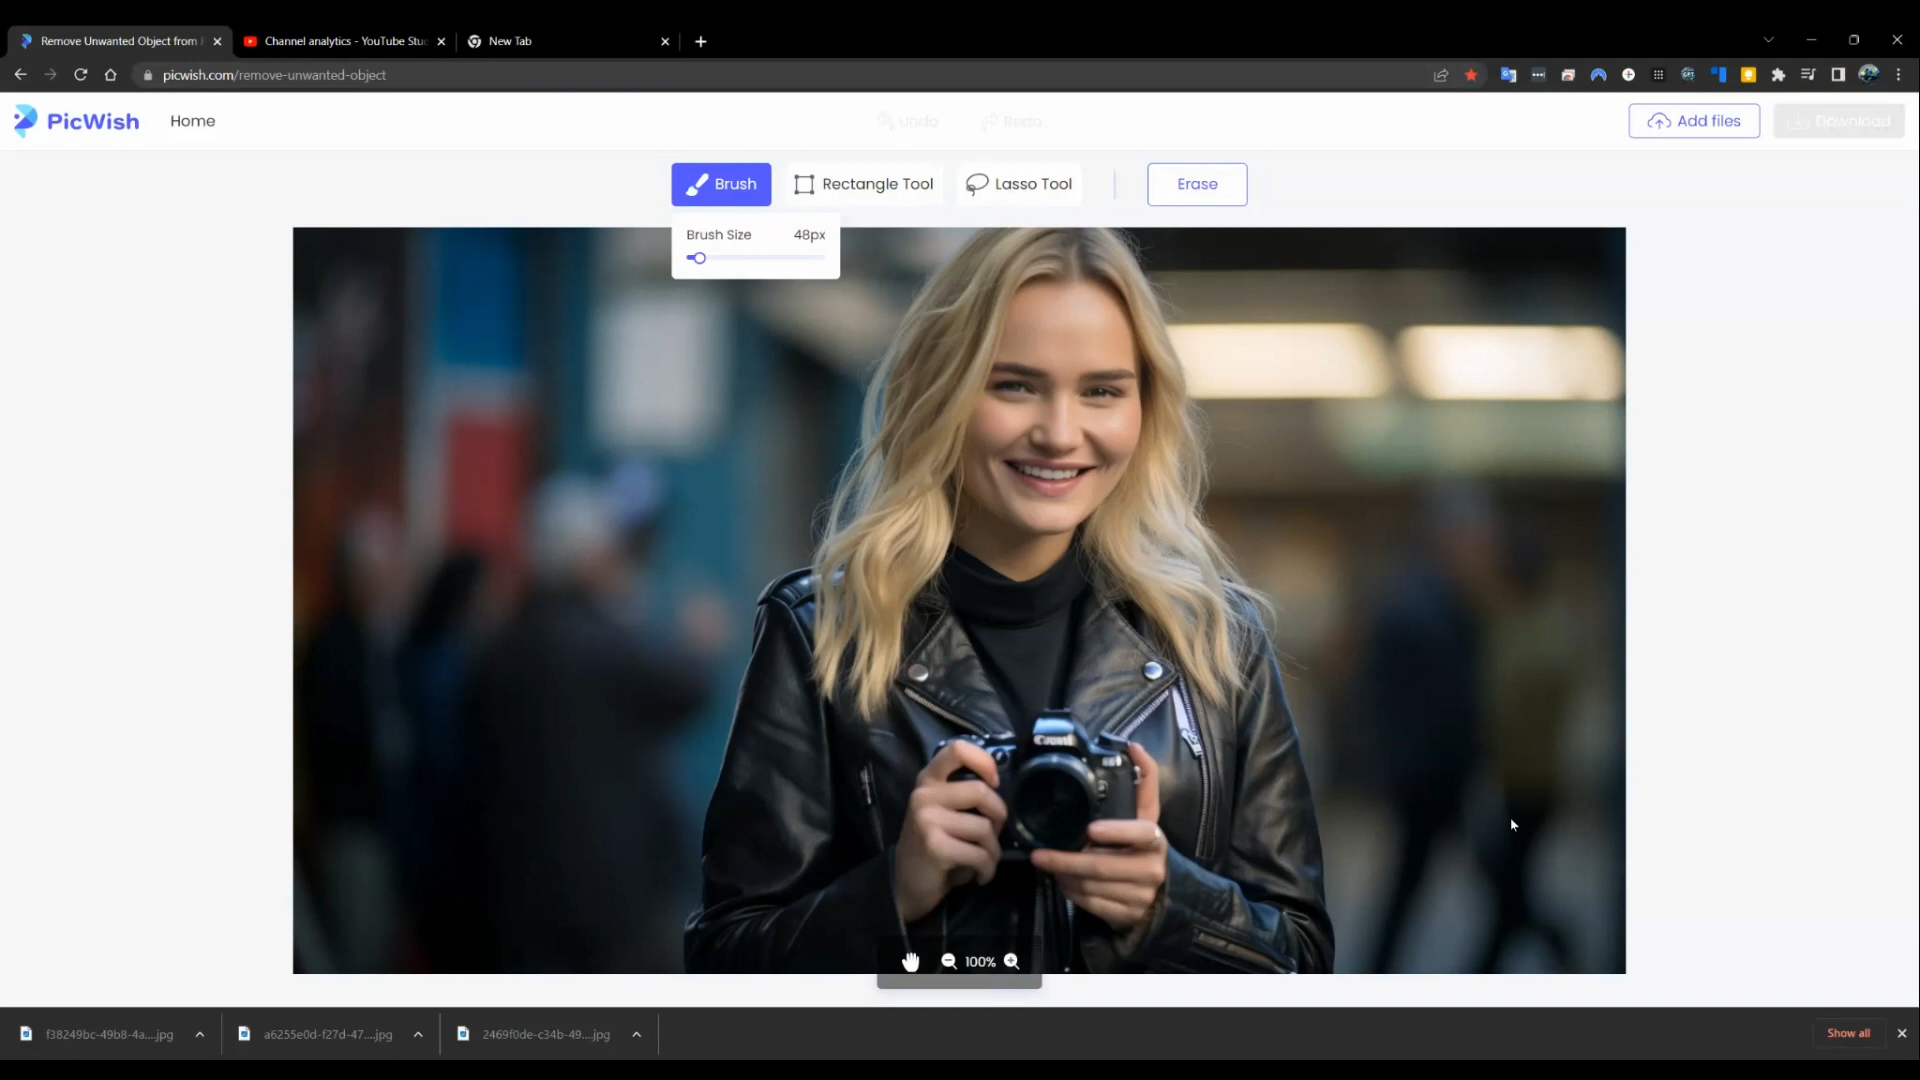 Remove Unwanted Object from
Channel analytics - YouTube Stu
New Tab
picwish.com/remove-unwanted-object
PicWish
Home
Undo
Redo
Add files
Download
Brush
Rectangle Tool
Lasso Tool
Erase
Brush Size 48px
Canon
100%
f38249bc-49b8-4a....jpg
a6255e0d-f27d-47....jpg
2469f0de-c34b-49....jpg
Show all